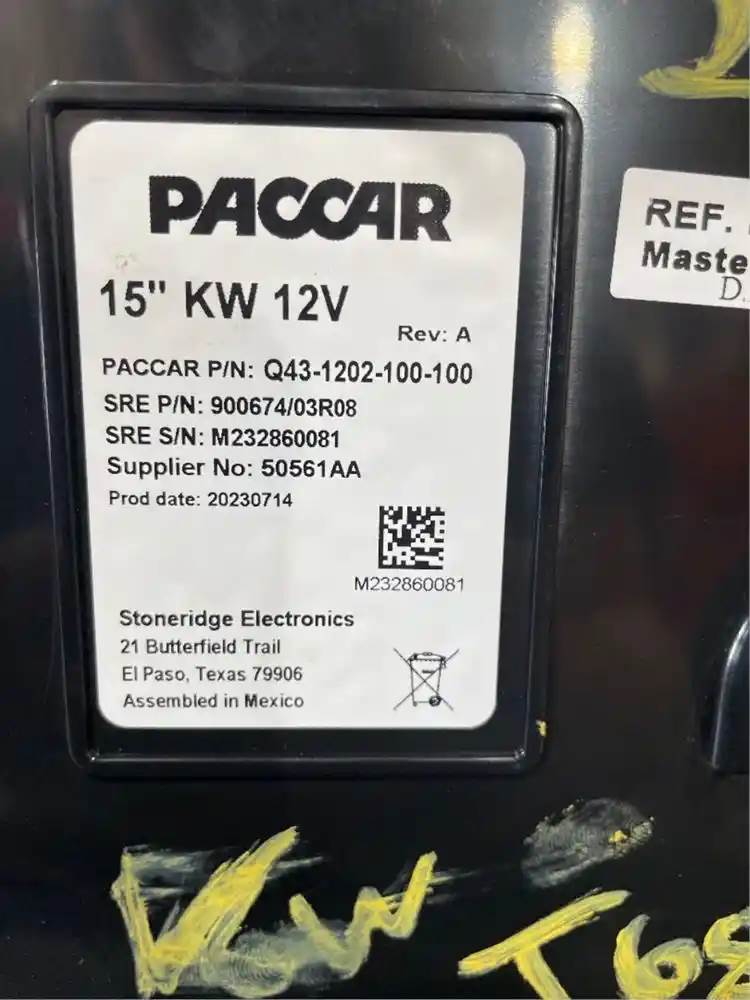 PACCAR
15" KW 12V
Rev: A
PACCAR P/N: Q43-1202-100-100
SRE P/N: 900674/03R08
SRE S/N: M232860081
Supplier No: 50561AA
Prod date: 20230714
M232860081
Stoneridge Electronics
21 Butterfield Trail
El Paso, Texas 79906
Assembled in Mexico
REF.
Maste
D.
KW T68